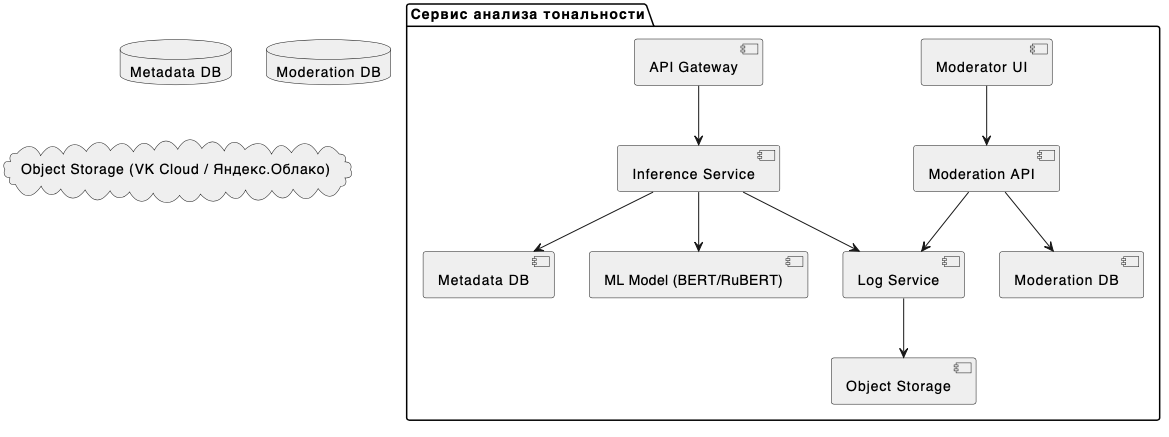 Сервис анализа тональности
Metadata DB
Moderation DB
API Gateway
Moderator UI
Object Storage (VK Cloud / Яндекс.Облако)
Inference Service
Moderation API
Metadata DB
ML Model (BERT/RuBERT)
Log Service
Moderation DB
Object Storage